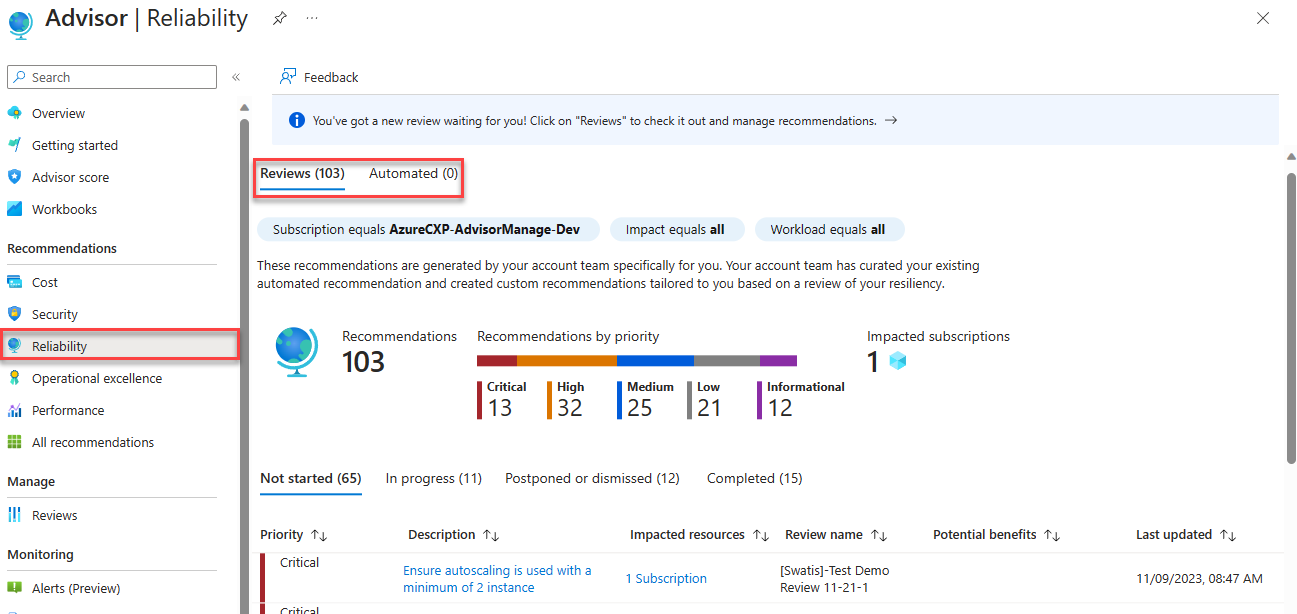 Advisor | Reliability
Search
Overview
Getting started
Advisor score
Workbooks
Recommendations
Cost
Security
Reliability
Operational excellence
Performance
All recommendations
Manage
Reviews
Monitoring
Alerts (Preview)
Feedback
You've got a new review waiting for you! Click on "Reviews" to check it out and manage recommendations. →
Reviews (103) Automated (0)
Subscription equals AzureCXP-AdvisorManage-Dev Impact equals all Workload equals all
These recommendations are generated by your account team specifically for you. Your account team has curated your existing
automated recommendation and created custom recommendations tailored to you based on a review of your resiliency.
Recommendations
103
Recommendations by priority
Critical
13
High
32
Medium
25
Low
21
Informational
12
Impacted subscriptions
1
Not started (65) In progress (11) Postponed or dismissed (12) Completed (15)
Priority ↑↓ Description ↑↓ Impacted resources ↑↓ Review name ↑↓ Potential benefits ↑↓ Last updated ↑↓
Critical
Ensure autoscaling is used with a
minimum of 2 instance
1 Subscription
[Swatis]-Test Demo
Review 11-21-1
11/09/2023, 08:47 AM
Critical